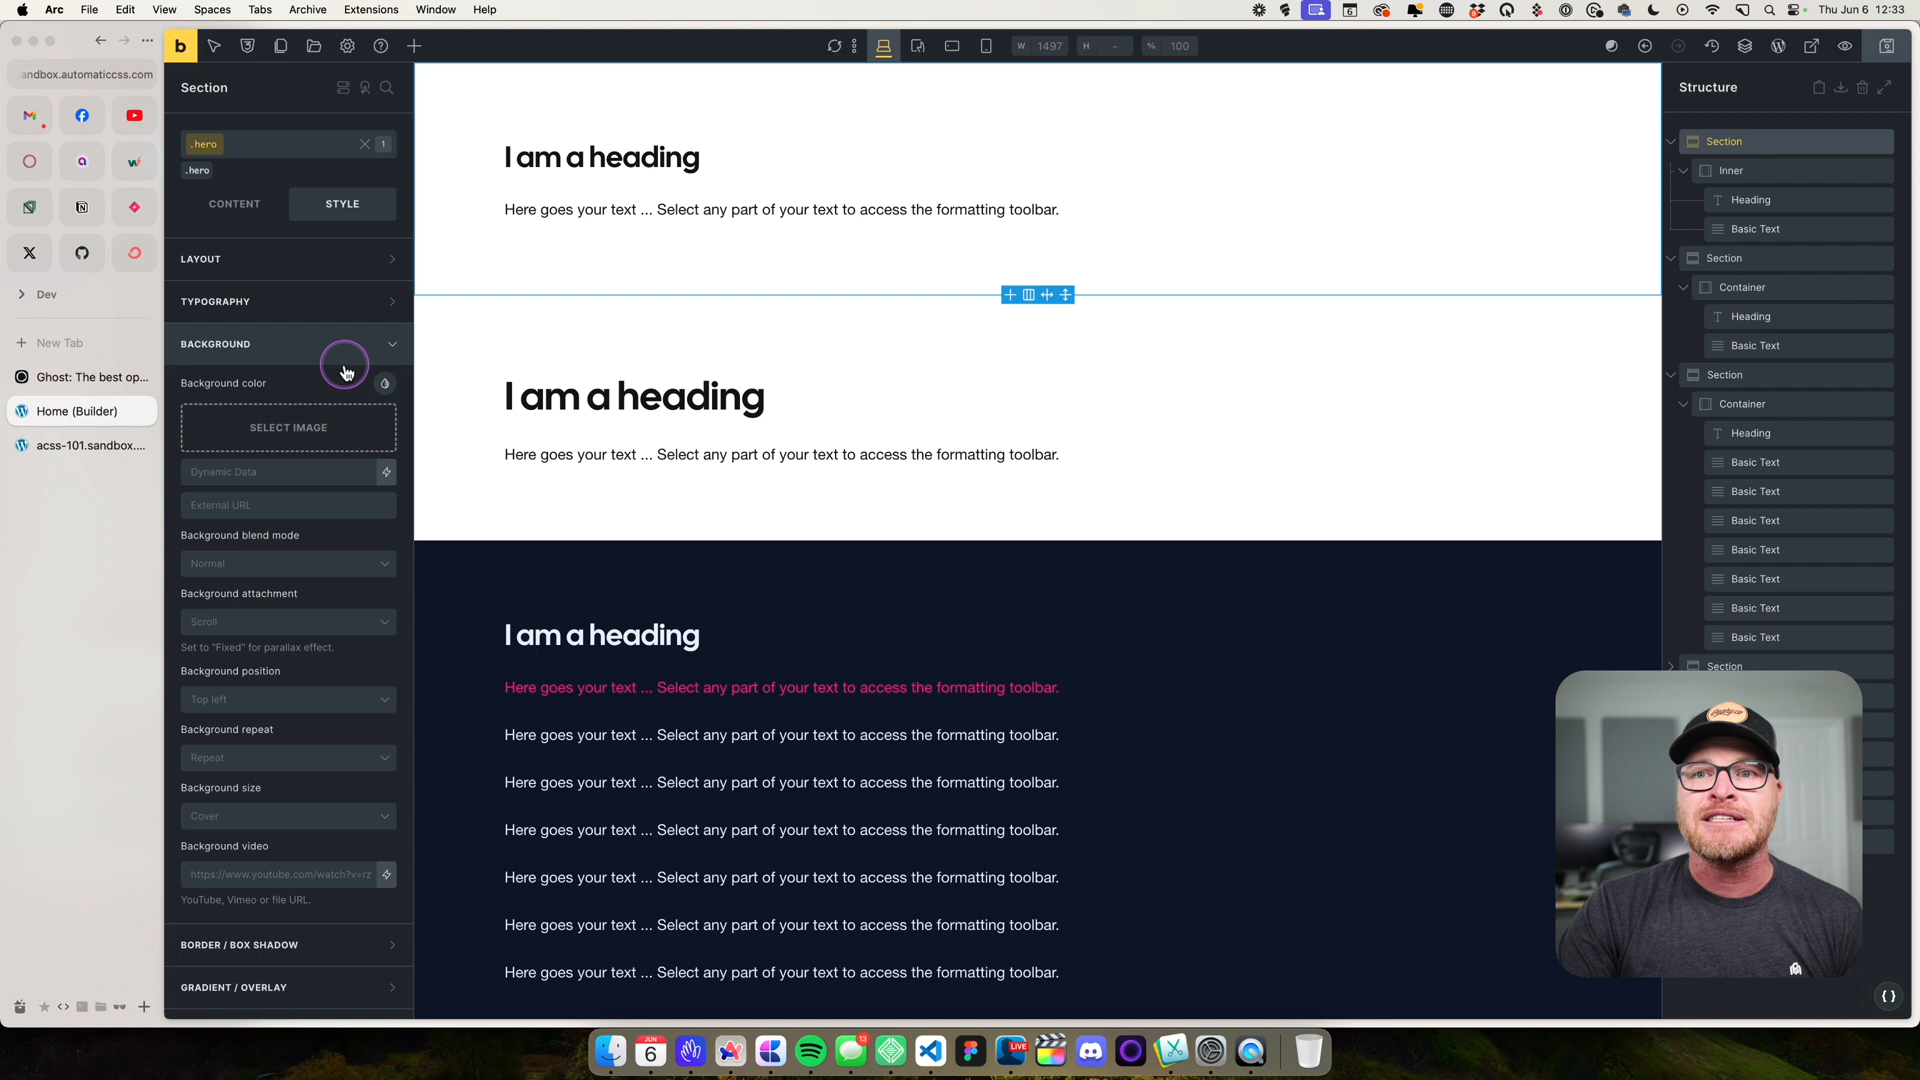 Arc File Edit View Spaces Tabs Archive Extensions Window Help
6
Thu Jun 6 12:33
andbox.automaticcss.com
Dev
New Tab
Ghost: The best op...
Home (Builder)
acss-101.sandbox....
b
W 1497 H - % 100
Section
.hero 1
.hero
CONTENT STYLE
LAYOUT
TYPOGRAPHY
BACKGROUND
Background color
SELECT IMAGE
Dynamic Data
External URL
Background blend mode
Normal
Background attachment
Scroll
Set to "Fixed" for parallax effect.
Background position
Top left
Background repeat
Repeat
Background size
Cover
Background video
https://www.youtube.com/watch?v=rz
YouTube, Vimeo or file URL.
BORDER / BOX SHADOW
GRADIENT / OVERLAY
I am a heading
Here goes your text ... Select any part of your text to access the formatting toolbar.
I am a heading
Here goes your text ... Select any part of your text to access the formatting toolbar.
I am a heading
Here goes your text ... Select any part of your text to access the formatting toolbar.
Here goes your text ... Select any part of your text to access the formatting toolbar.
Here goes your text ... Select any part of your text to access the formatting toolbar.
Here goes your text ... Select any part of your text to access the formatting toolbar.
Here goes your text ... Select any part of your text to access the formatting toolbar.
Here goes your text ... Select any part of your text to access the formatting toolbar.
Here goes your text ... Select any part of your text to access the formatting toolbar.
Structure
Section
Inner
Heading
Basic Text
Section
Container
Heading
Basic Text
Section
Container
Heading
Basic Text
Basic Text
Basic Text
Basic Text
Basic Text
Basic Text
Basic Text
Section
{ }
JUN
6
13
LIVE